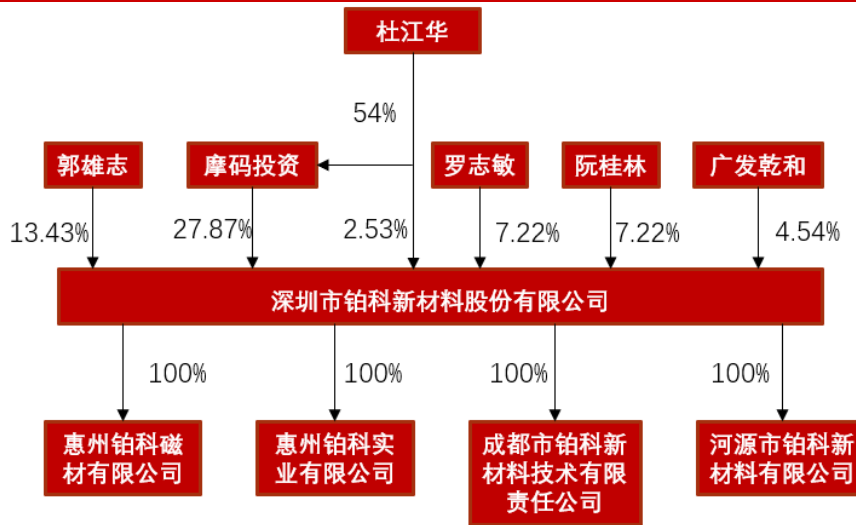 杜江华
54%
郭雄志
摩码投资
罗志敏
阮桂林
广发乾和
13.43%
27.87%
2.53%
7.22%
7.22%
4.54%
深圳市铂科新材料股份有限公司
100%
100%
100%
100%
惠州铂科磁
材有限公司
惠州铂科实
业有限公司
成都市铂科新
材料技术有限
责任公司
河源市铂科新
材料有限公司